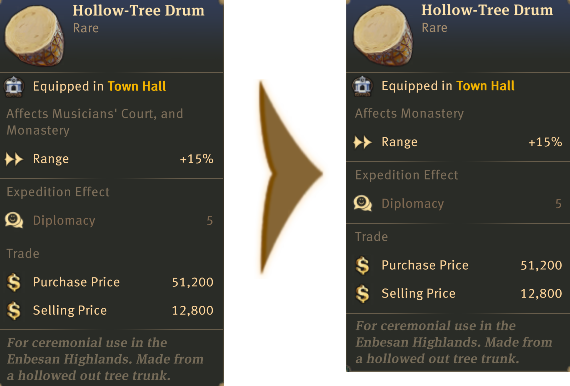 Hollow-Tree Drum
Rare
Equipped in Town Hall
Affects Musicians' Court, and
Monastery
Range +15%
Expedition Effect
Diplomacy 5
Trade
Purchase Price 51,200
Selling Price 12,800
For ceremonial use in the
Enbesan Highlands. Made from
a hollowed out tree trunk.
Hollow-Tree Drum
Rare
Equipped in Town Hall
Affects Monastery
Range +15%
Expedition Effect
Diplomacy 5
Trade
Purchase Price 51,200
Selling Price 12,800
For ceremonial use in the
Enbesan Highlands. Made from
a hollowed out tree trunk.